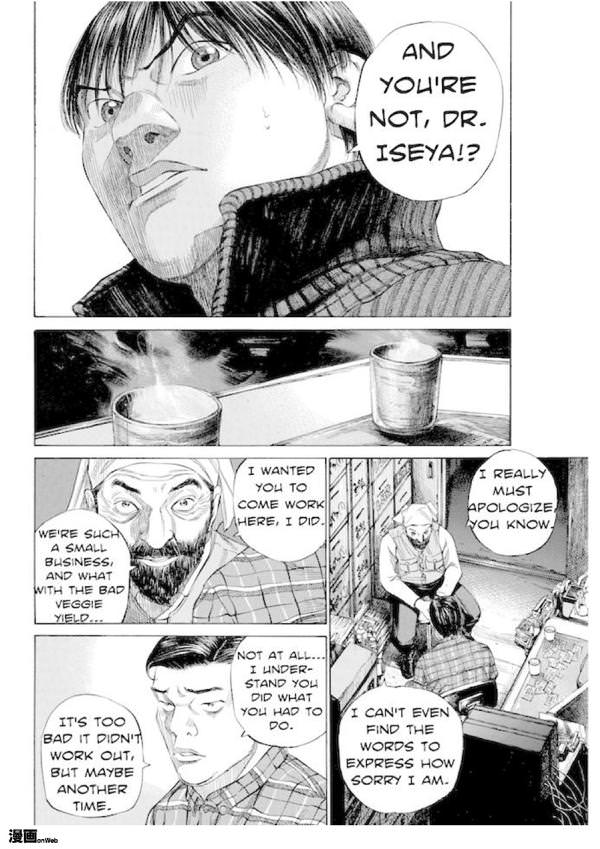 AND
YOU'RE
NOT, DR.
ISEYA!?
I REALLY
MUST
APOLOGIZE,
YOU KNOW.
I WANTED
YOU TO
COME WORK
HERE, I DID.
WE'RE SUCH
A SMALL
BUSINESS,
AND WHAT
WITH THE BAD
VEGGIE
YIELD...
I CAN'T EVEN
FIND THE
WORDS TO
EXPRESS HOW
SORRY I AM.
NOT AT ALL...
I UNDER-
STAND YOU
DID WHAT
YOU HAD TO
DO.
IT'S TOO
BAD IT DIDN'T
WORK OUT,
BUT MAYBE
ANOTHER
TIME.
漫画onWeb